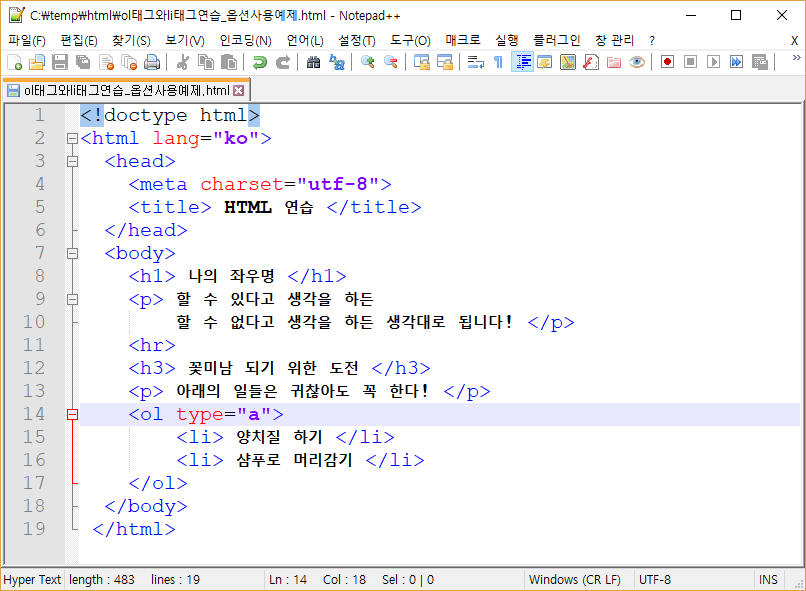 C:\temp\html\ol태그와li태그연습_옵션사용예제.html - Notepad++
파일(F) 편집(E) 찾기(S) 보기(V) 인코딩(N) 언어(L) 설정(T) 도구(O) 매크로 실행 플러그인 창 관리 ? X
ol태그와li태그연습_옵션사용예제.html
1 <!doctype html>
2 <html lang="ko">
3 <head>
4 <meta charset="utf-8">
5 <title> HTML 연습 </title>
6 </head>
7 <body>
8 <h1> 나의 좌우명 </h1>
9 <p> 할 수 있다고 생각을 하든
10 할 수 없다고 생각을 하든 생각대로 됩니다! </p>
11 <hr>
12 <h3> 꽃미남 되기 위한 도전 </h3>
13 <p> 아래의 일들은 귀찮아도 꼭 한다! </p>
14 <ol type="a">
15 <li> 양치질 하기 </li>
16 <li> 샴푸로 머리감기 </li>
17 </ol>
18 </body>
19 </html>
Hyper Text length : 483 lines : 19 Ln : 14 Col : 18 Sel : 0 | 0 Windows (CR LF) UTF-8 INS